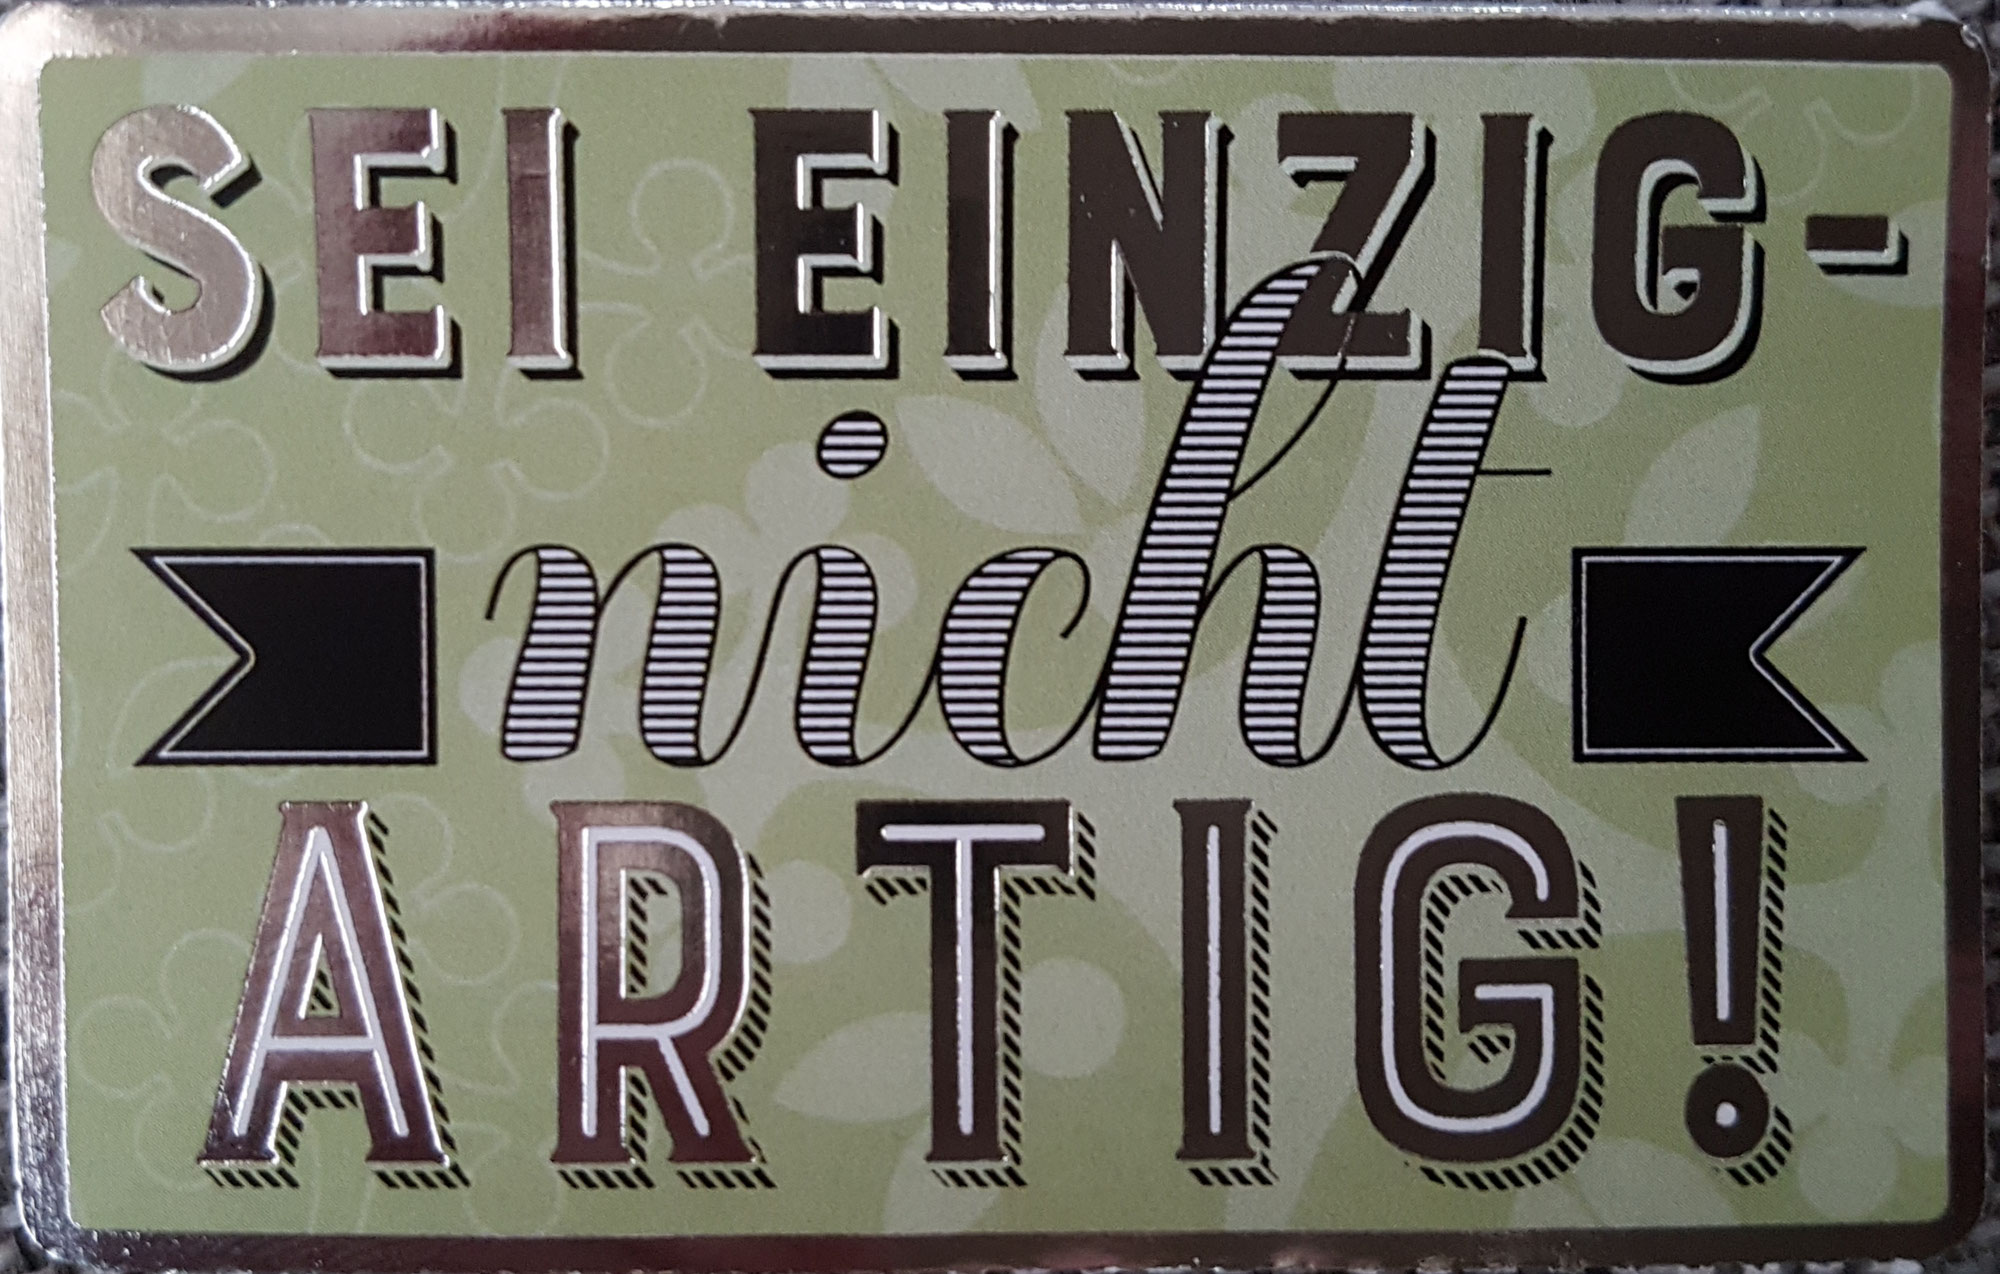 SEI EINZIG-
nicht
ARTIG!